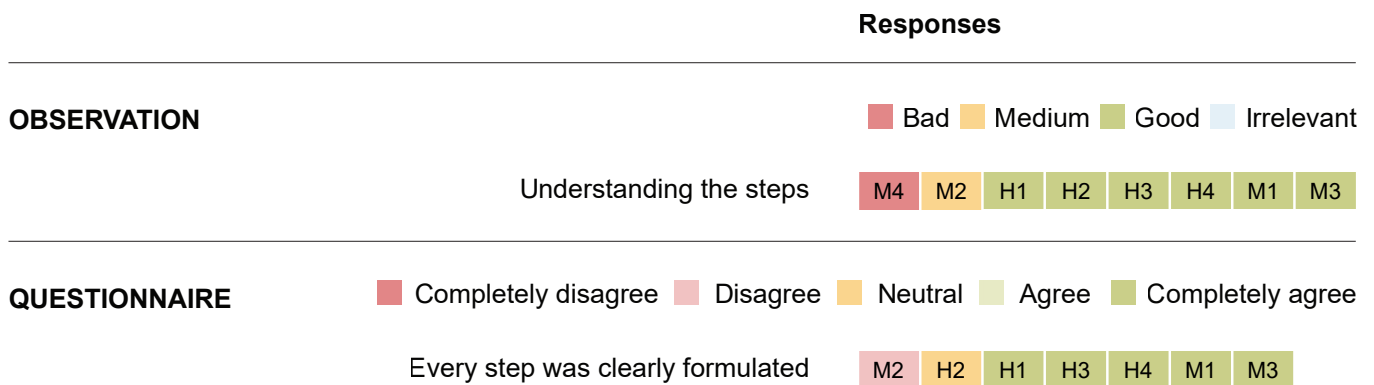 Responses
OBSERVATION Bad Medium Good Irrelevant
Understanding the steps M4 M2 H1 H2 H3 H4 M1 M3
QUESTIONNAIRE Completely disagree Disagree Neutral Agree Completely agree
Every step was clearly formulated M2 H2 H1 H3 H4 M1 M3